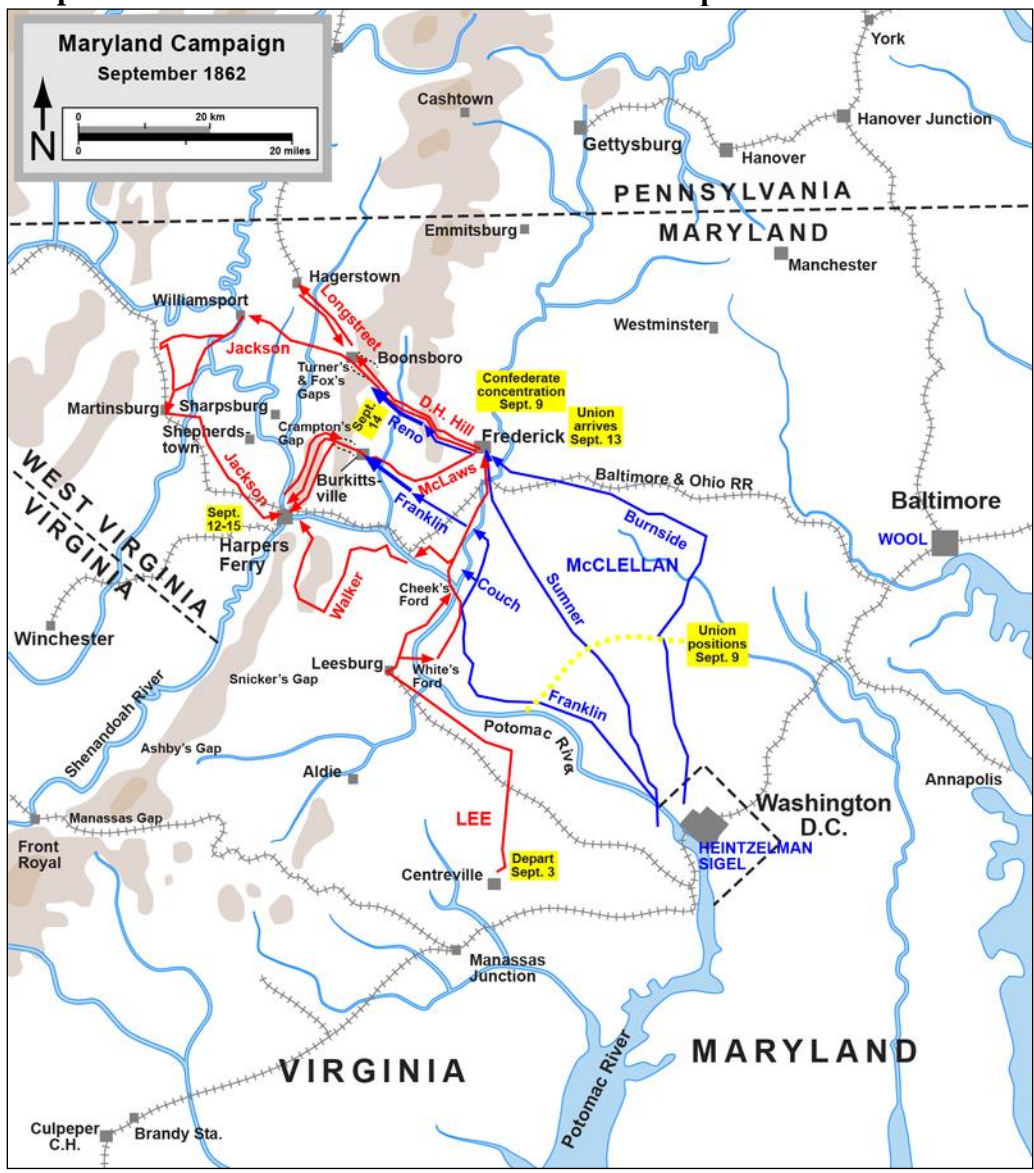 Maryland Campaign
September 1862
N
0 20 km
0 20 miles
York
Cashtown
Hanover Junction
Gettysburg
Hanover
PENNSYLVANIA
MARYLAND
Emmitsburg
Manchester
Hagerstown
Williamsport
Longstreet
Westminster
Jackson
Boonsboro
Turner's
& Fox's
Gaps
Confederate
concentration
Sept. 9
Martinsburg
Sharpsburg
Sept.
14
D.H. Hill
Union
arrives
Sept. 13
Crampton's
Gap
Reno
Frederick
Shepherds-
town
Jackson
Burkitts-
ville
McLaws
Baltimore & Ohio RR
WEST VIRGINIA
VIRGINIA
Baltimore
Sept.
12-15
Franklin
Burnside
WOOL
Harpers
Ferry
McCLELLAN
Walker
Cheek's
Ford
Couch
Sumner
Winchester
Union
positions
Sept. 9
Leesburg
White's
Ford
Snicker's Gap
Franklin
Shenandoah River
Potomac River
Ashby's Gap
Aldie
Annapolis
Manassas Gap
Washington
D.C.
LEE
Front
Royal
HEINTZELMAN
SIGEL
Centreville
Depart
Sept. 3
Manassas
Junction
MARYLAND
VIRGINIA
Potomac River
Culpeper
C.H.
Brandy Sta.